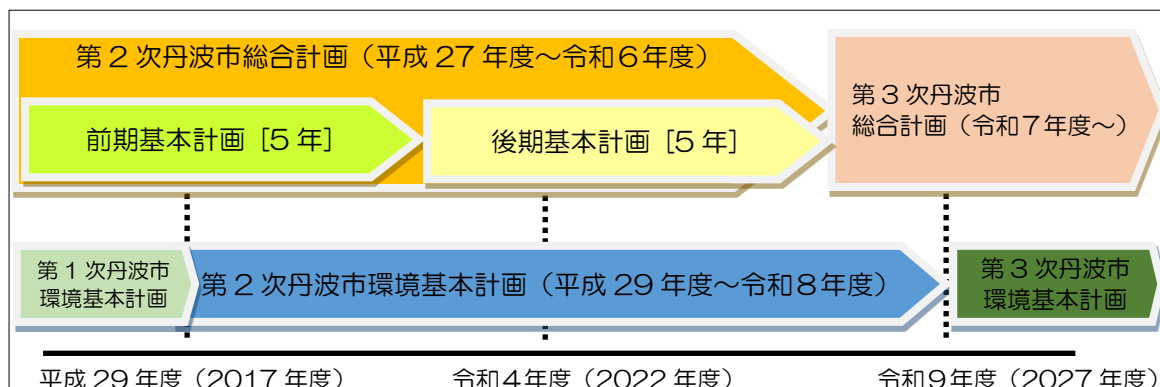 第２次丹波市総合計画（平成 27 年度～令和６年度）
前期基本計画［5 年］
後期基本計画［5 年］
第３次丹波市
総合計画（令和７年度～）
第１次丹波市
環境基本計画
第２次丹波市環境基本計画（平成 29 年度～令和８年度）
第３次丹波市
環境基本計画
平成 29 年度（2017 年度）
令和４年度（2022 年度）
令和９年度（2027 年度）